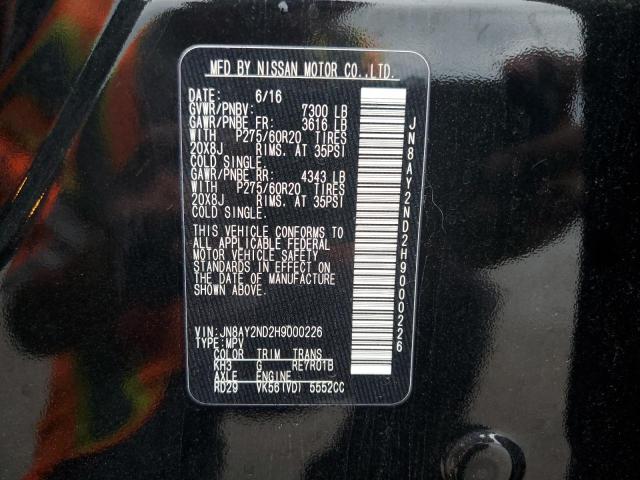 MFD BY NISSAN MOTOR CO.,LTD.
DATE: 6/16
GVWR/PNBV: 7300 LB
GAWR/PNBE FR: 3616 LB
WITH P275/60R20 TIRES
20X8J RIMS. AT 35PSI
COLD SINGLE.
GAWR/PNBE RR: 4343 LB
WITH P275/60R20 TIRES
20X8J RIMS. AT 35PSI
COLD SINGLE.
THIS VEHICLE CONFORMS TO
ALL APPLICABLE FEDERAL
MOTOR VEHICLE SAFETY
STANDARDS IN EFFECT ON
THE DATE OF MANUFACTURE
SHOWN ABOVE.
VIN:JN8AY2ND2H9000226
TYPE:MPV
COLOR TRIM TRANS
KH3 G RE7R01B
AXLE ENGINE
RD29 VK56(VD) 5552CC
JN8AY2ND2H9000226